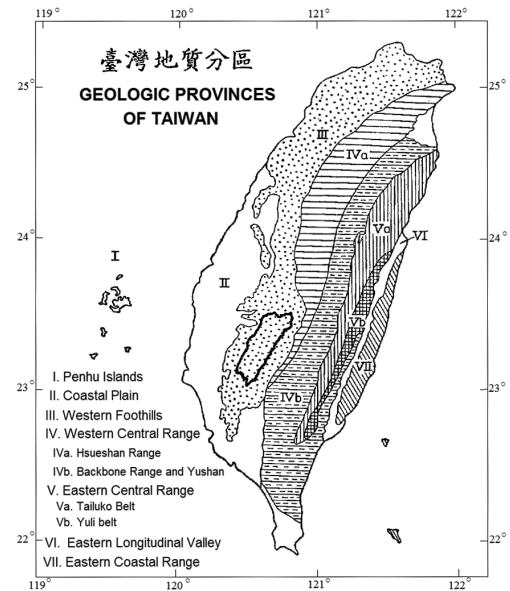 119° 120° 121° 122°
臺灣地質分區
GEOLOGIC PROVINCES
OF TAIWAN
25° 25°
III
IVa
Va
24° 24°
VI
I
II
Vb
VII
23° 23°
IVb
I. Penhu Islands
II. Coastal Plain
III. Western Foothills
IV. Western Central Range
IVa. Hsueshan Range
IVb. Backbone Range and Yushan
V. Eastern Central Range
Va. Tailuko Belt
Vb. Yuli belt
22° 22°
VI. Eastern Longitudinal Valley
VII. Eastern Coastal Range
119° 120° 121° 122°